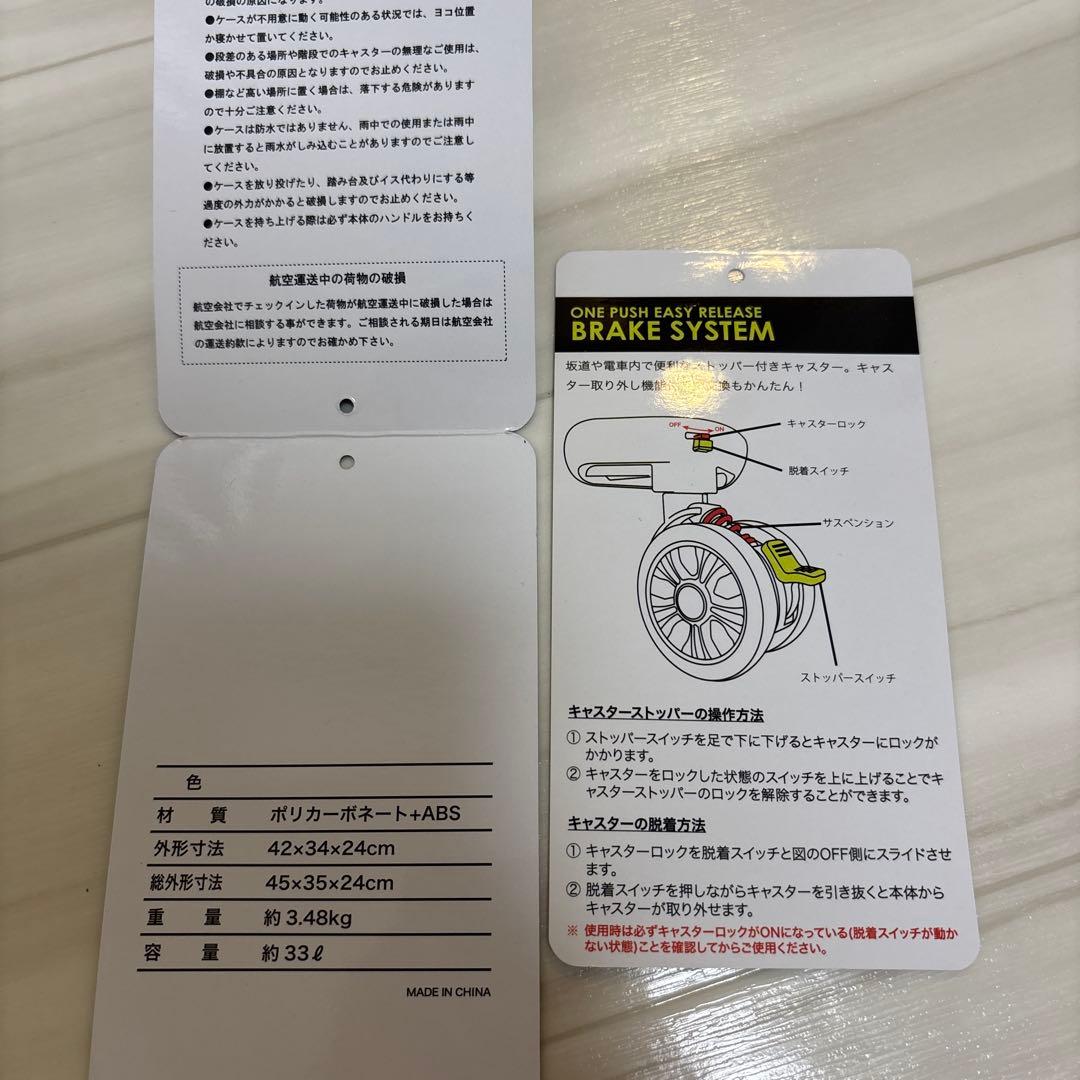 の破損の原因になります。
●ケースが不用意に動く可能性のある状況では、ヨコ位置
か寝かせて置いてください。
●段差のある場所や階段でのキャスターの無理なご使用は、
破損や不具合の原因となりますのでお止めください。
●棚など高い場所に置く場合は、落下する危険があります
ので十分ご注意ください。
●ケースは防水ではありません、雨中での使用または雨中
に放置すると雨水がしみ込むことがありますのでご注意し
てください。
●ケースを放り投げたり、踏み台及びイス代わりにする等
過度の外力がかかると破損しますのでお止めください。
●ケースを持ち上げる際は必ず本体のハンドルをお持ちく
ださい。
航空運送中の荷物の破損
航空会社でチェックインした荷物が航空運送中に破損した場合は
航空会社に相談する事ができます。ご相談される期日は航空会社
の運送約款によりますのでお確かめ下さい。
色
材 質 ポリカーボネート+ABS
外形寸法 42×34×24cm
総外形寸法 45×35×24cm
重 量 約3.48kg
容 量 約33ℓ
MADE IN CHINA
ONE PUSH EASY RELEASE
BRAKE SYSTEM
坂道や電車内で便利なストッパー付きキャスター。キャス
ター取り外し機能 換もかんたん！
OFF ON
キャスターロック
脱着スイッチ
サスペンション
ストッパースイッチ
キャスターストッパーの操作方法
① ストッパースイッチを足で下に下げるとキャスターにロックが
かかります。
② キャスターをロックした状態のスイッチを上に上げることでキ
ャスターストッパーのロックを解除することができます。
キャスターの脱着方法
① キャスターロックを脱着スイッチと図のOFF側にスライドさせ
ます。
② 脱着スイッチを押しながらキャスターを引き抜くと本体から
キャスターが取り外せます。
※ 使用時は必ずキャスターロックがONになっている(脱着スイッチが動か
ない状態)ことを確認してからご使用ください。